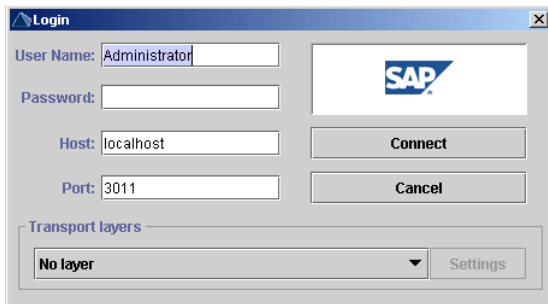 Login
User Name: Administrator
Password:
SAP
Host: localhost
Connect
Port: 3011
Cancel
Transport layers
No layer
Settings